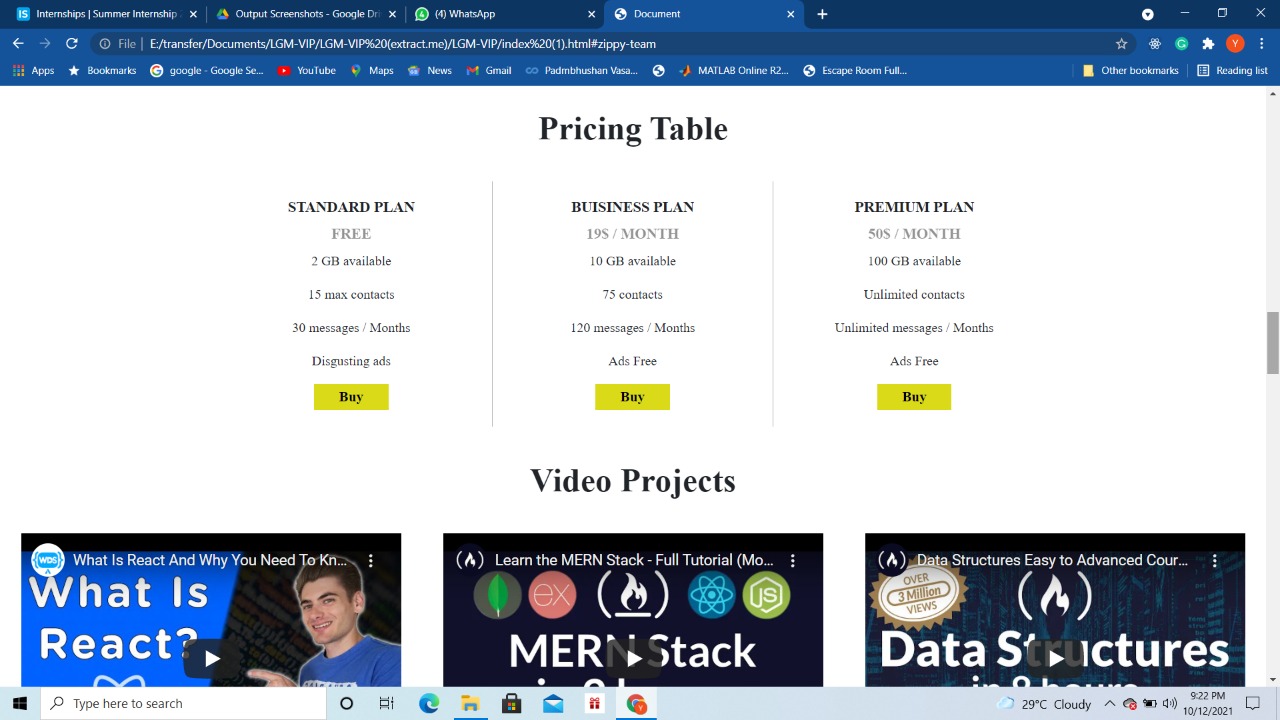 Internships | Summer Internship
Output Screenshots - Google Dri
(4) WhatsApp
Document
File | E:/transfer/Documents/LGM-VIP/LGM-VIP%20(extract.me)/LGM-VIP/index%20(1).html#zippy-team
Apps Bookmarks google - Google Se... YouTube Maps News Gmail Padmbhushan Vasa... MATLAB Online R2... Escape Room Full... Other bookmarks Reading list
Pricing Table
STANDARD PLAN
FREE
2 GB available
15 max contacts
30 messages / Months
Disgusting ads
Buy
BUISINESS PLAN
19$ / MONTH
10 GB available
75 contacts
120 messages / Months
Ads Free
Buy
PREMIUM PLAN
50$ / MONTH
100 GB available
Unlimited contacts
Unlimited messages / Months
Ads Free
Buy
Video Projects
WDS
What Is React And Why You Need To Kn...
What Is
React?
Learn the MERN Stack - Full Tutorial (Mo...
EX
JS
MERN Stack
Data Structures Easy to Advanced Cour...
OVER
3 Million
VIEWS
Data Structures
in 8 hours
Type here to search
29°C Cloudy
9:22 PM
10/12/2021